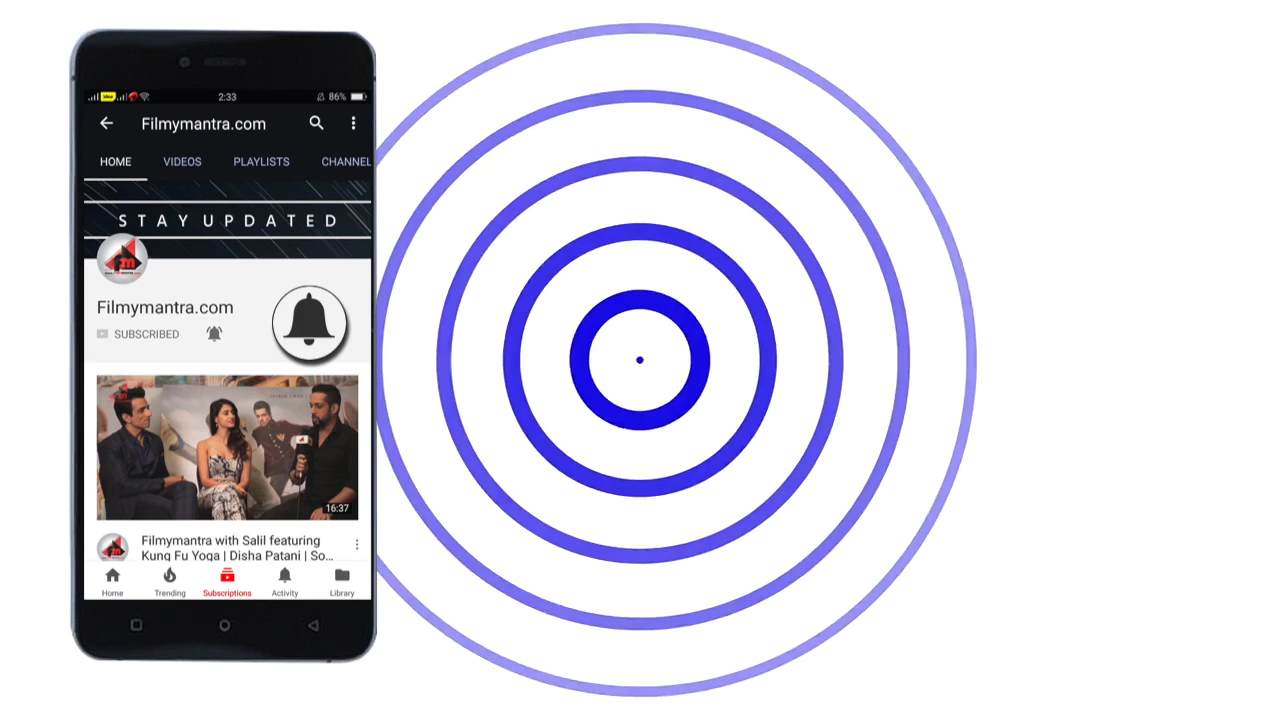 2:33
86%
Filmymantra.com
HOME VIDEOS PLAYLISTS CHANNEL
STAY UPDATED
fm
Filmymantra.com
SUBSCRIBED
16:37
Filmymantra with Salil featuring
Kung Fu Yoga | Disha Patani | So...
Home Trending Subscriptions Activity Library